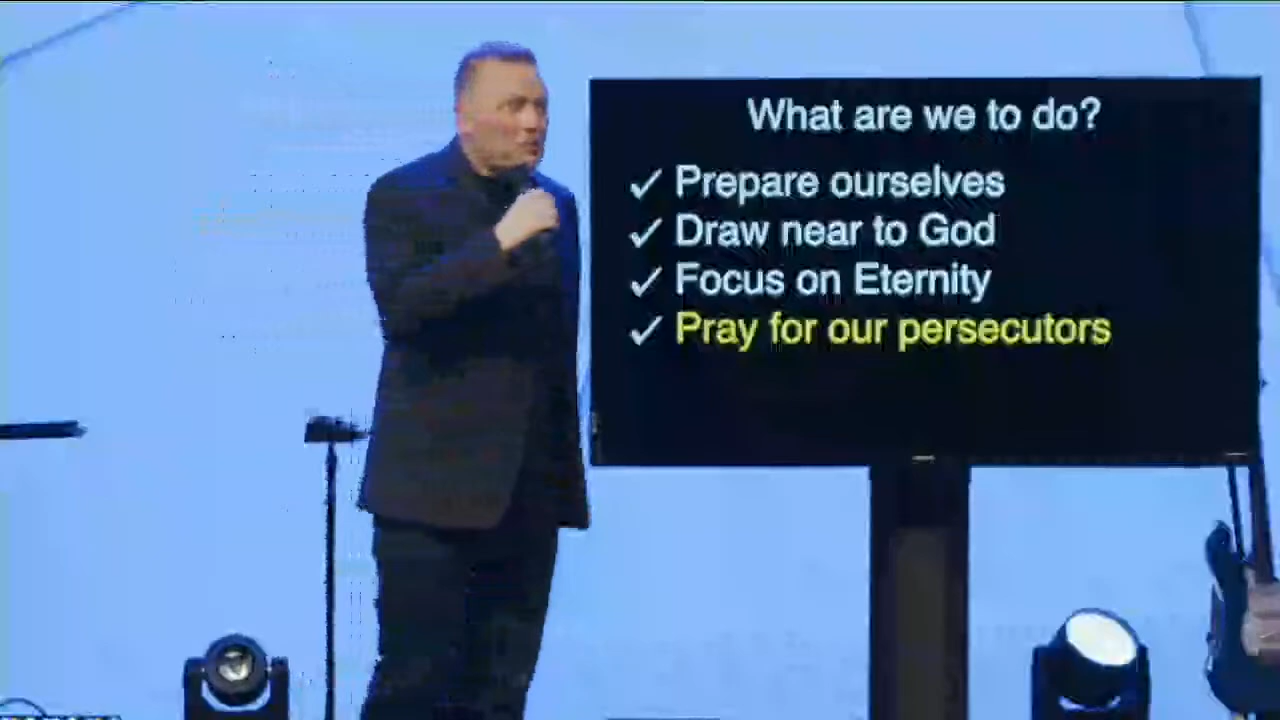 What are we to do?
✓ Prepare ourselves
✓ Draw near to God
✓ Focus on Eternity
✓ Pray for our persecutors